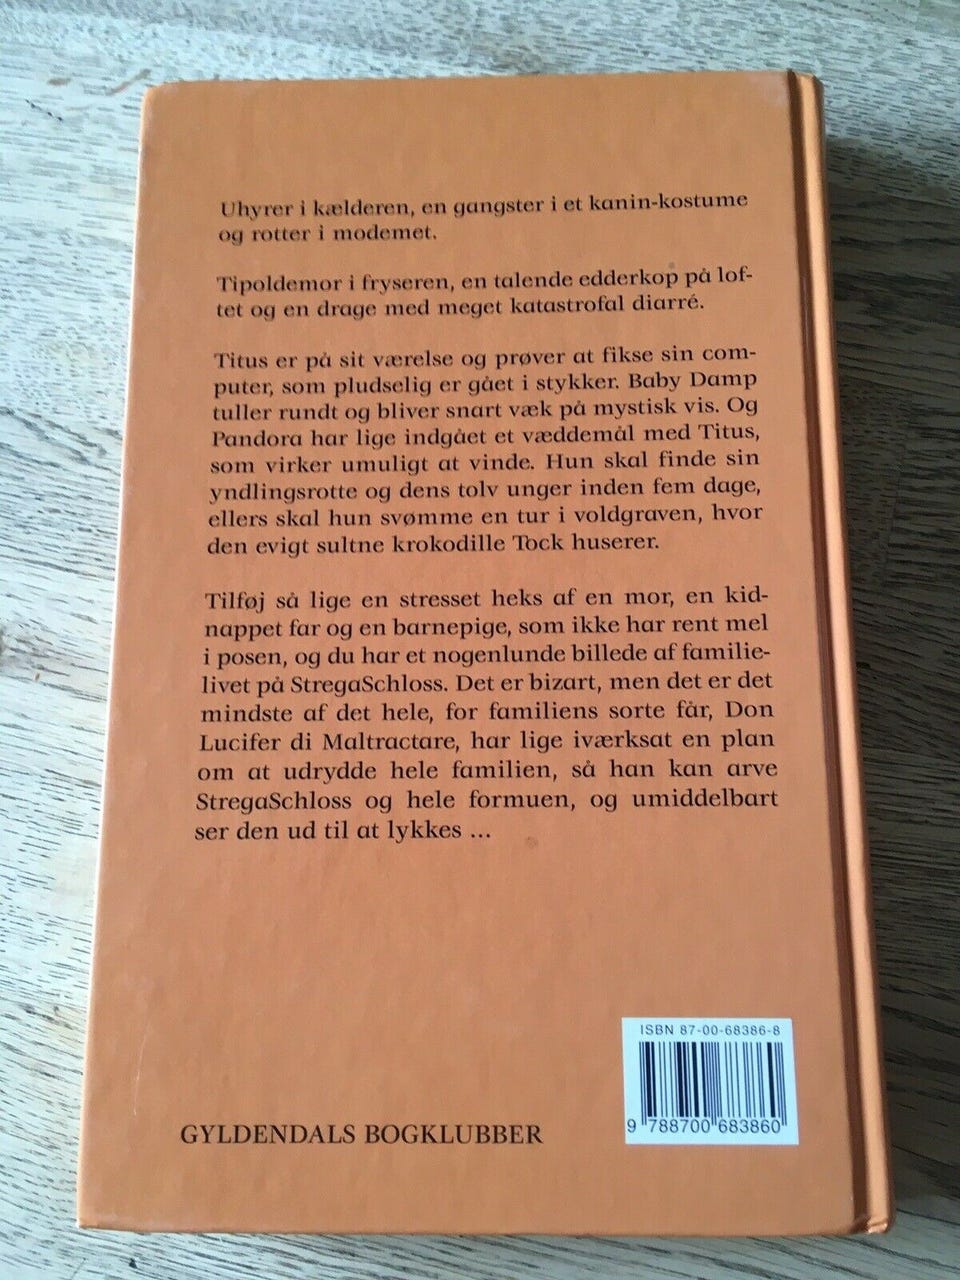 Uhyrer i kælderen, en gangster i et kanin-kostume
og rotter i modemet.
Tipoldemor i fryseren, en talende edderkop på lof-
tet og en drage med meget katastrofal diarré.
Titus er på sit værelse og prøver at fikse sin com-
puter, som pludselig er gået i stykker. Baby Damp
tuller rundt og bliver snart væk på mystisk vis. Og
Pandora har lige indgået et væddemål med Titus,
som virker umuligt at vinde. Hun skal finde sin
yndlingsrotte og dens tolv unger inden fem dage,
ellers skal hun svømme en tur i voldgraven, hvor
den evigt sultne krokodille Tock huserer.
Tilføj så lige en stresset heks af en mor, en kid-
nappet far og en barnepige, som ikke har rent mel
i posen, og du har et nogenlunde billede af familie-
livet på StregaSchloss. Det er bizart, men det er det
mindste af det hele, for familiens sorte får, Don
Lucifer di Maltractare, har lige iværksat en plan
om at udrydde hele familien, så han kan arve
StregaSchloss og hele formuen, og umiddelbart
ser den ud til at lykkes ...
ISBN 87-00-68386-8
9 788700 683860
GYLDENDALS BOGKLUBBER